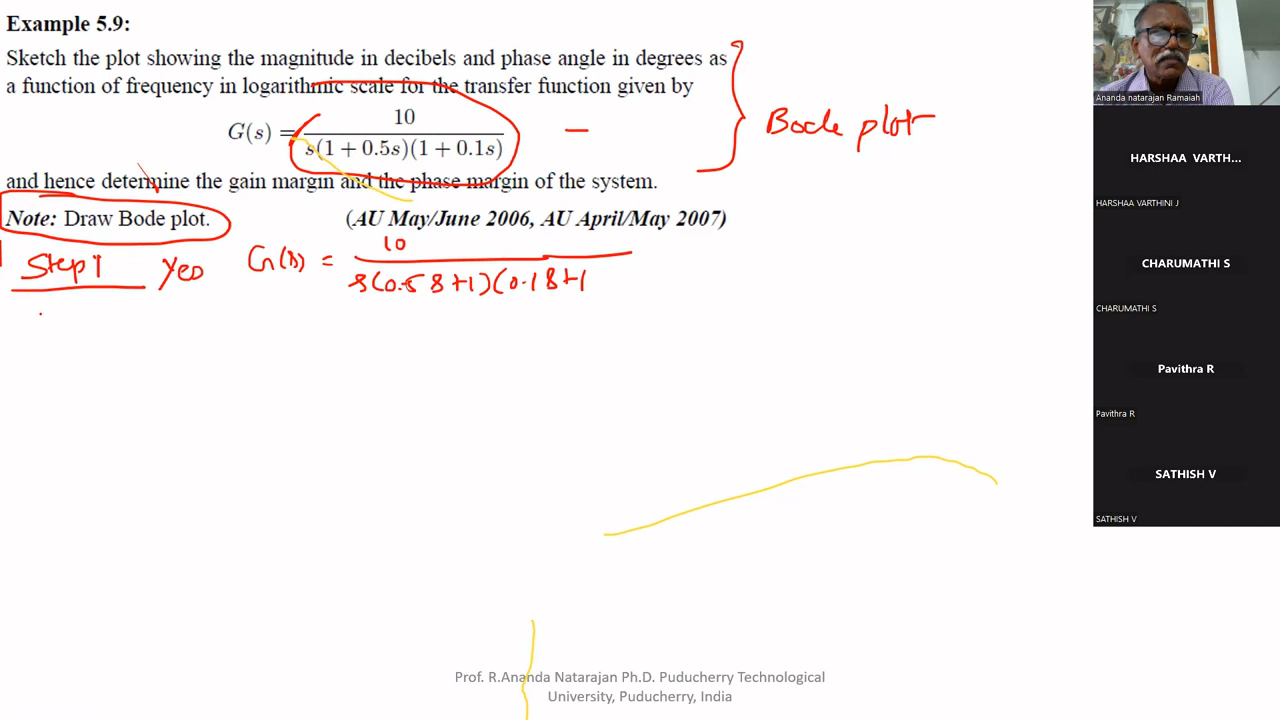 Example 5.9:
Sketch the plot showing the magnitude in decibels and phase angle in degrees as
a function of frequency in logarithmic scale for the transfer function given by
G(s) = 10 / s(1 + 0.5s)(1 + 0.1s)
Bode plot
and hence determine the gain margin and the phase margin of the system.
Note: Draw Bode plot. (AU May/June 2006, AU April/May 2007)
Step 1 Yes G(s) = 10 / s(0.5s+1)(0.1s+1
Prof. R.Ananda Natarajan Ph.D. Puducherry Technological
University, Puducherry, India
Ananda natarajan Ramaiah
HARSHAA VARTH...
HARSHAA VARTHINI J
CHARUMATHI S
CHARUMATHI S
Pavithra R
Pavithra R
SATHISH V
SATHISH V